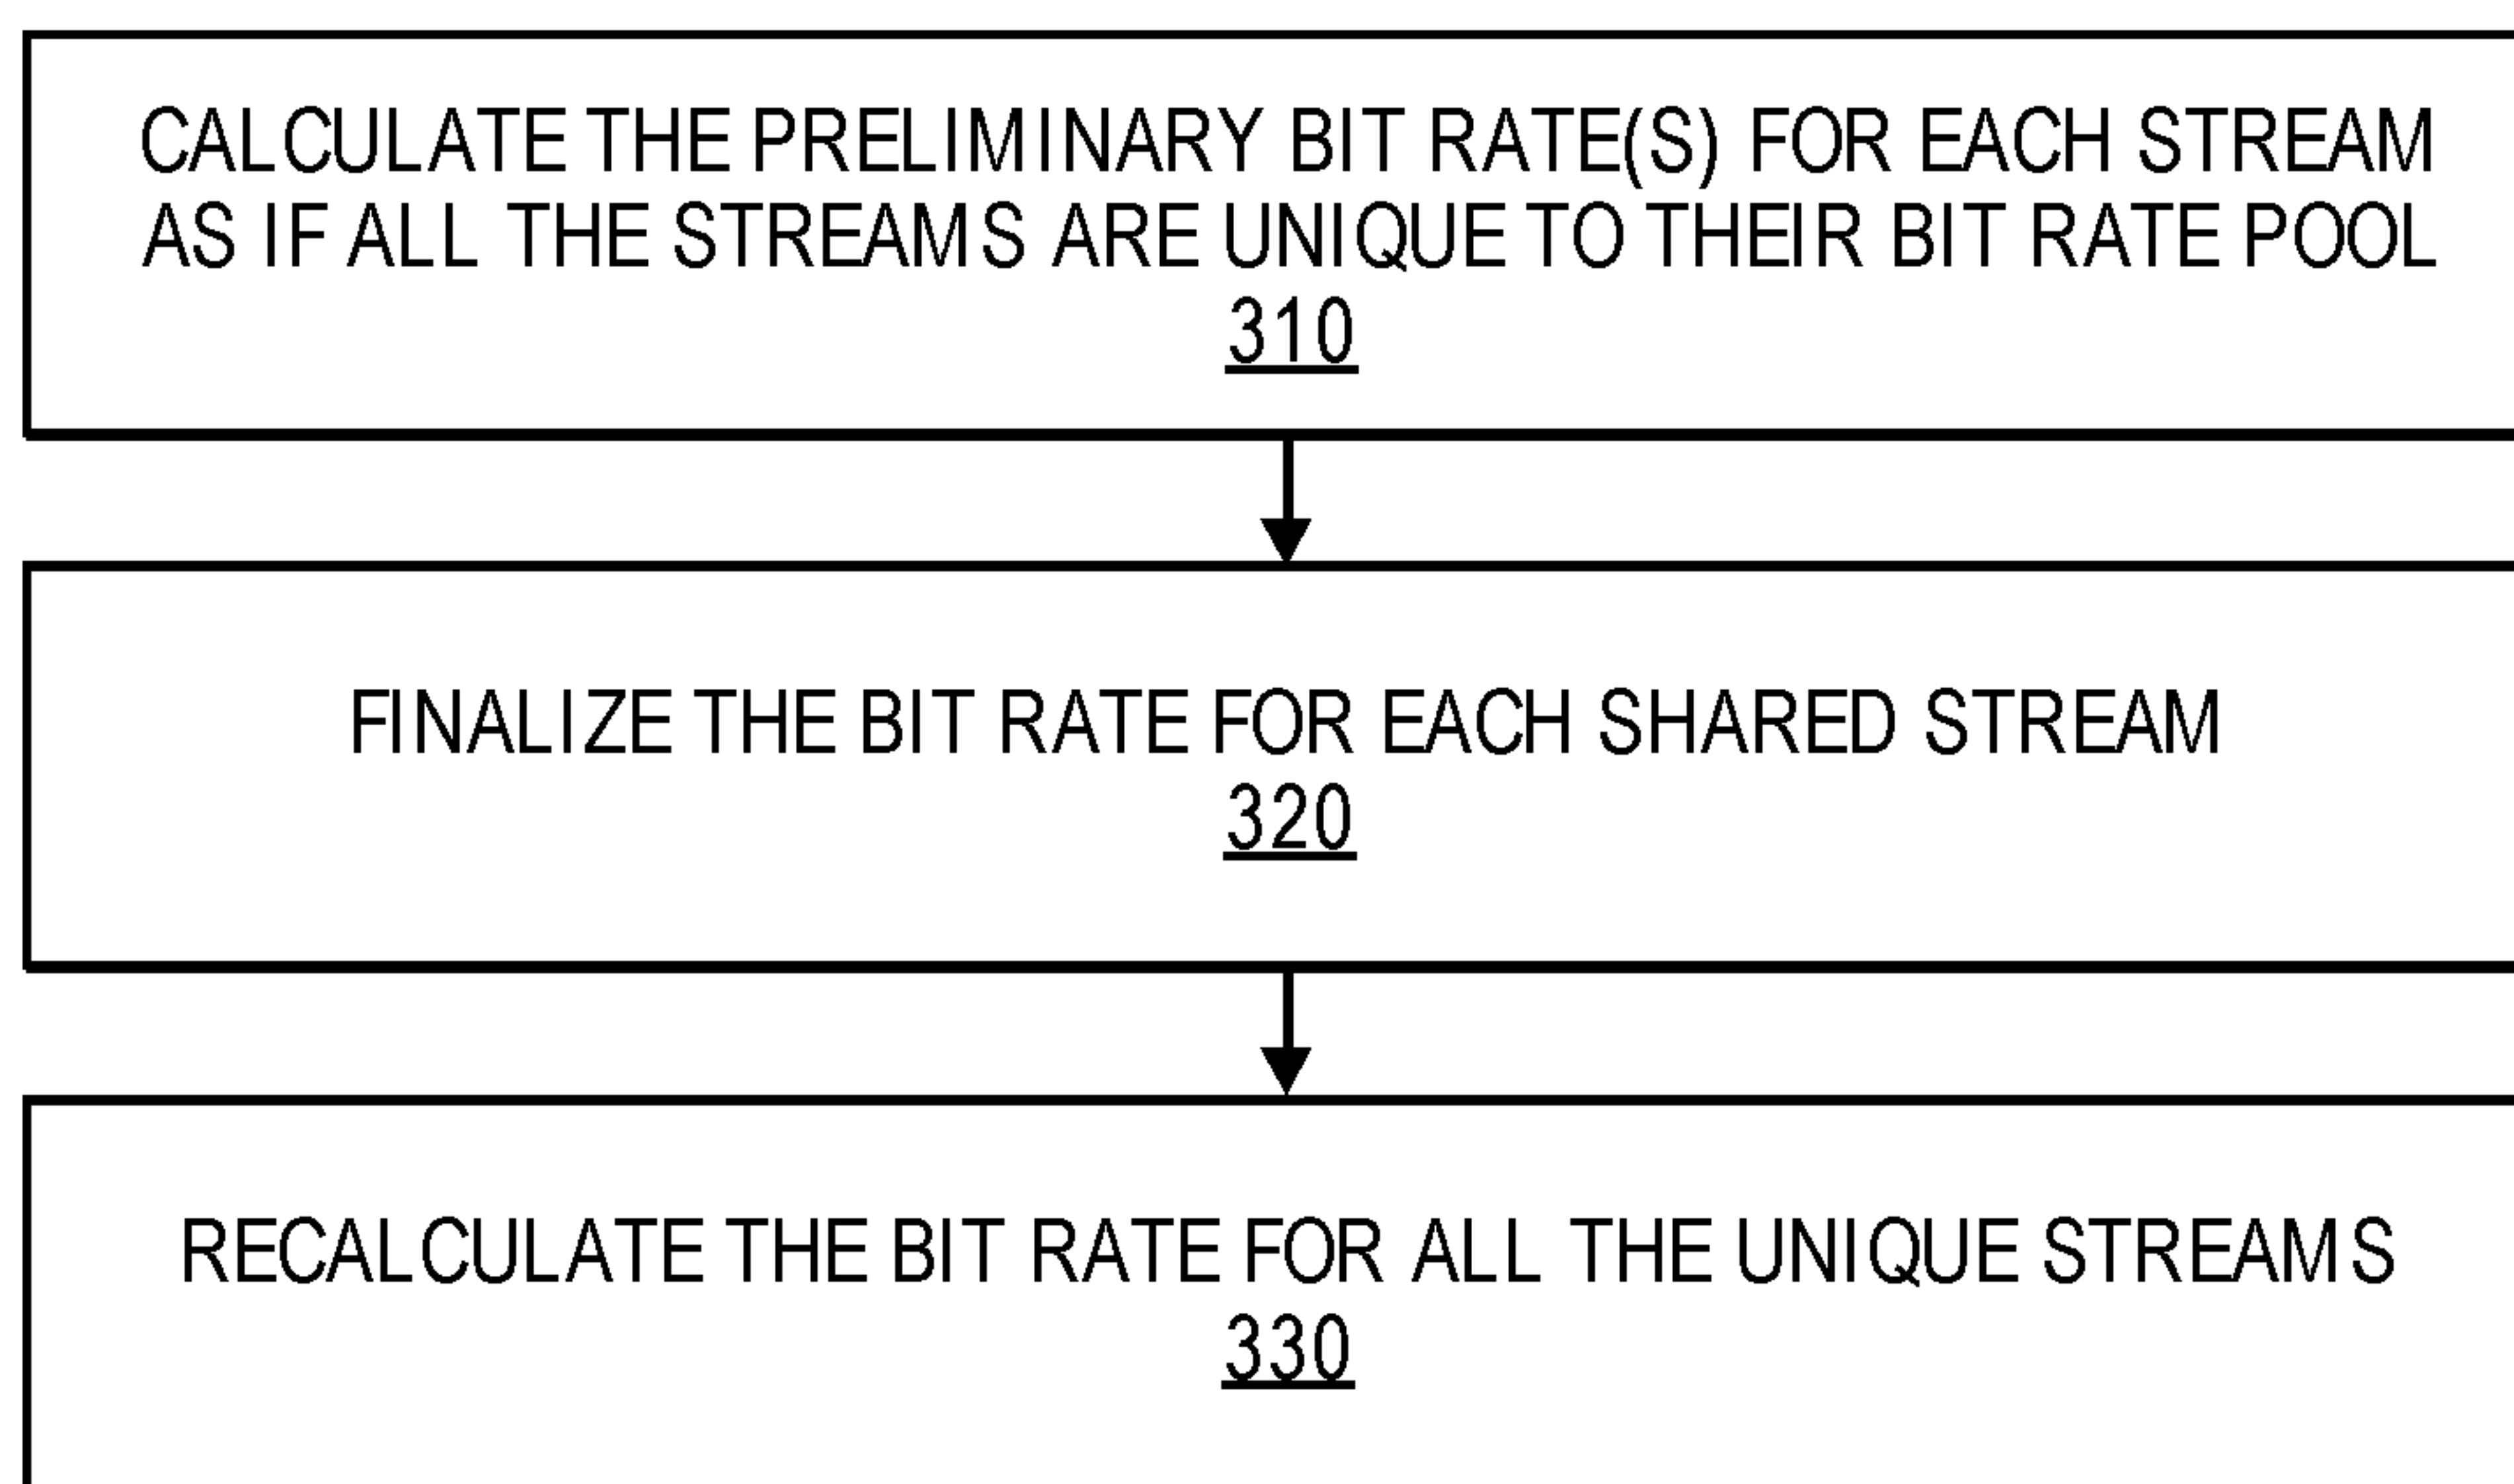 CALCULATE THE PRELIMINARY BIT RATE(S) FOR EACH STREAM
AS IF ALL THE STREAMS ARE UNIQUE TO THEIR BIT RATE POOL
310
FINALIZE THE BIT RATE FOR EACH SHARED STREAM
320
RECALCULATE THE BIT RATE FOR ALL THE UNIQUE STREAMS
330